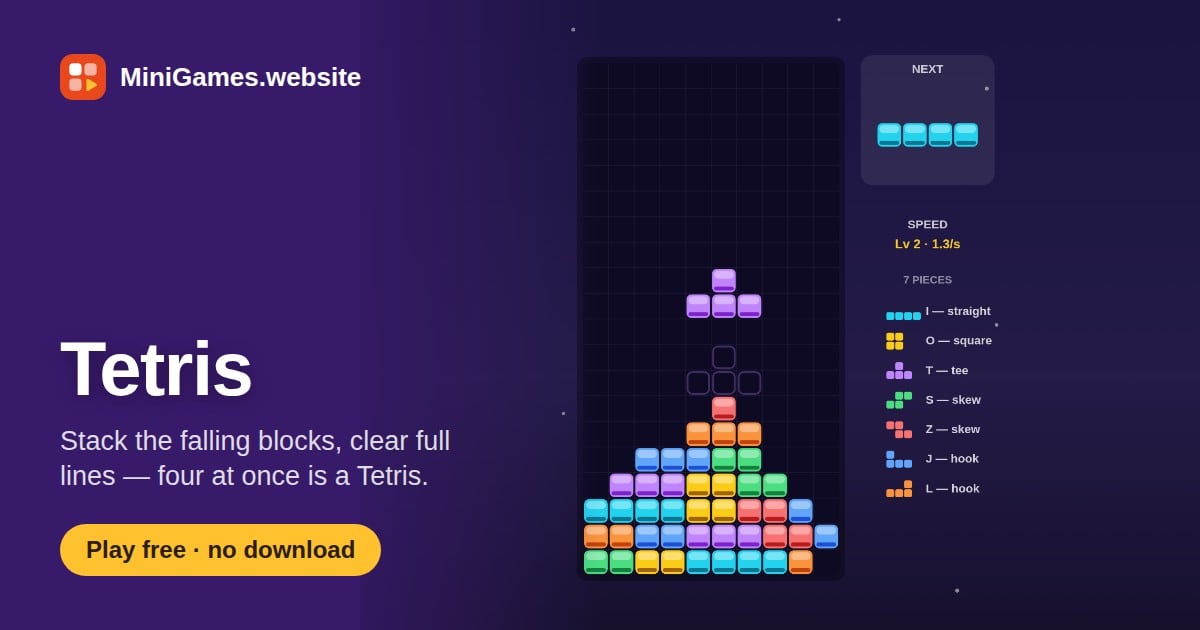 MiniGames.website
Tetris
Stack the falling blocks, clear full
lines — four at once is a Tetris.
Play free · no download
NEXT
SPEED
Lv 2 · 1.3/s
7 PIECES
I — straight
O — square
T — tee
S — skew
Z — skew
J — hook
L — hook